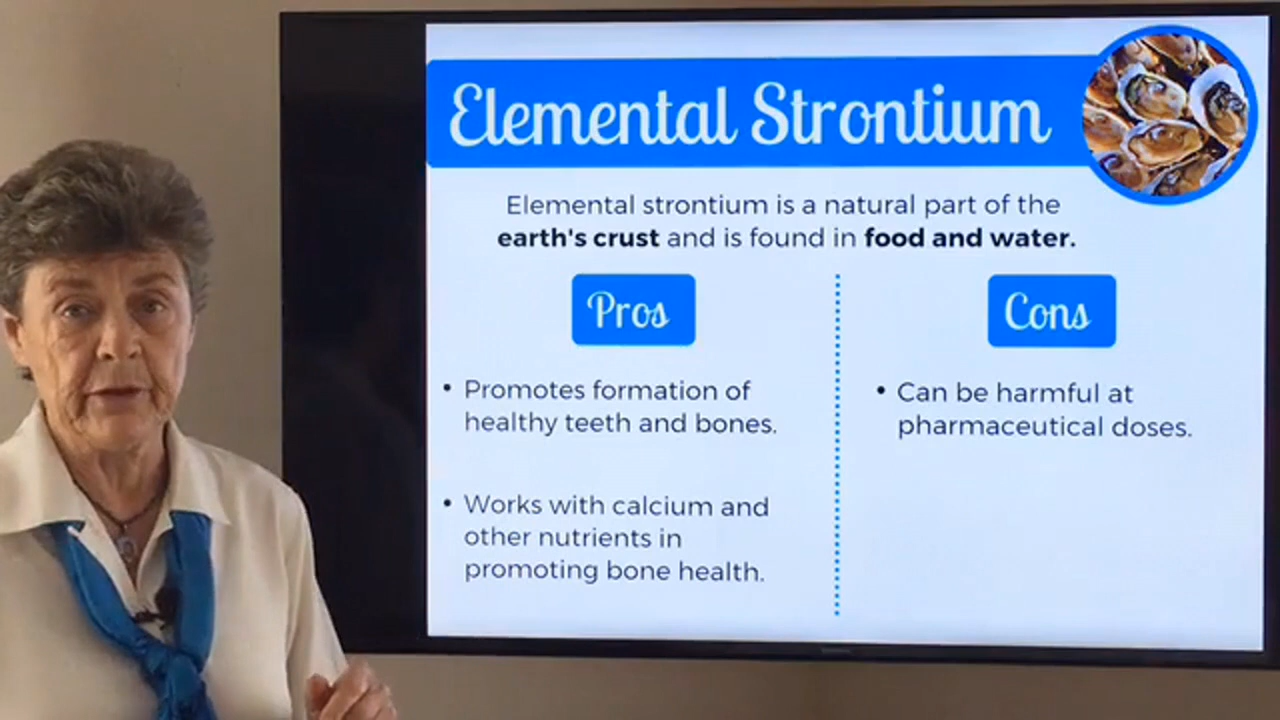 Elemental Strontium
Elemental strontium is a natural part of the
earth's crust and is found in food and water.
Pros
• Promotes formation of
healthy teeth and bones.
• Works with calcium and
other nutrients in
promoting bone health.
Cons
• Can be harmful at
pharmaceutical doses.